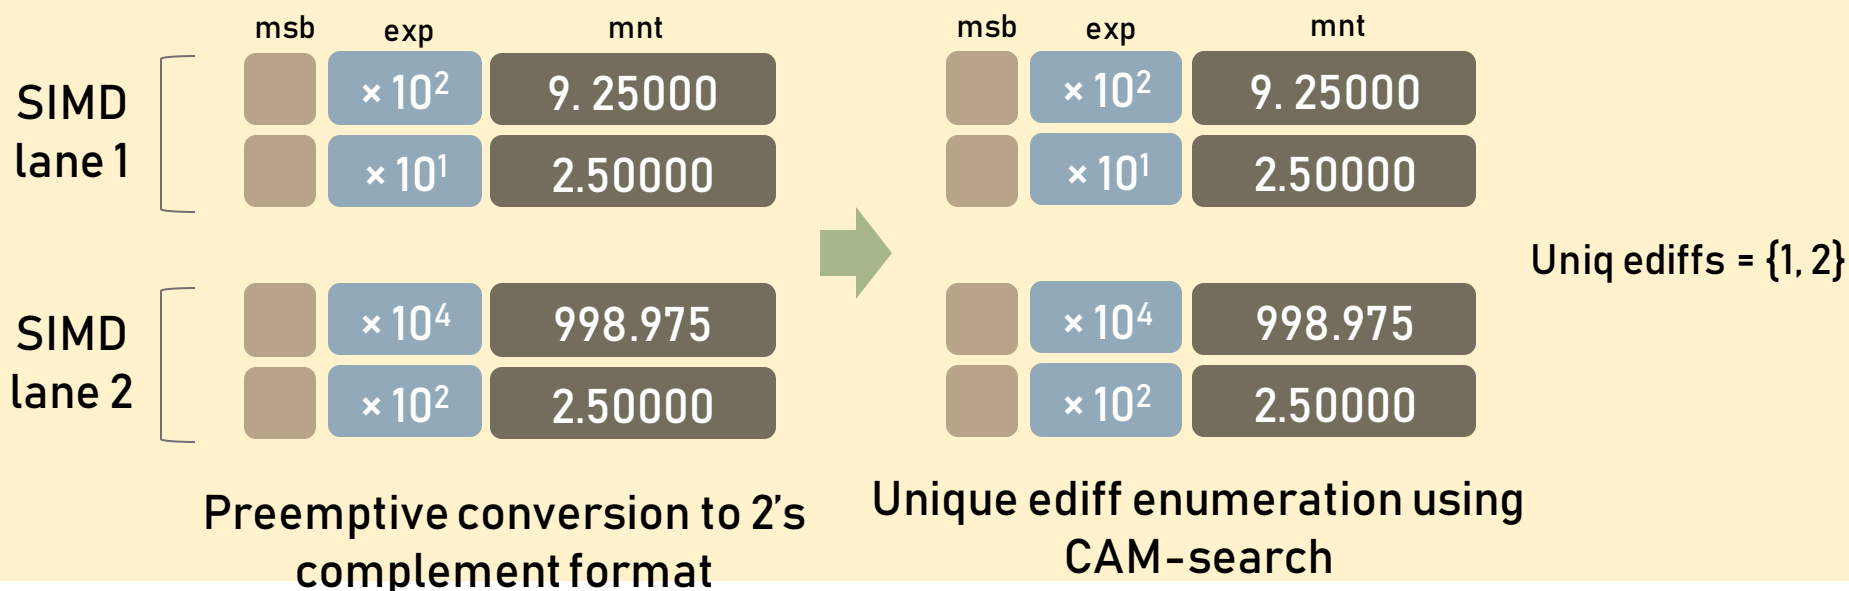 msb exp mnt
SIMD
lane 1
× 10² 9. 25000
× 10¹ 2.50000
SIMD
lane 2
× 10⁴ 998.975
× 10² 2.50000
Preemptive conversion to 2's
complement format
msb exp mnt
× 10² 9. 25000
× 10¹ 2.50000
× 10⁴ 998.975
× 10² 2.50000
Unique ediff enumeration using
CAM-search
Uniq ediffs = {1, 2}